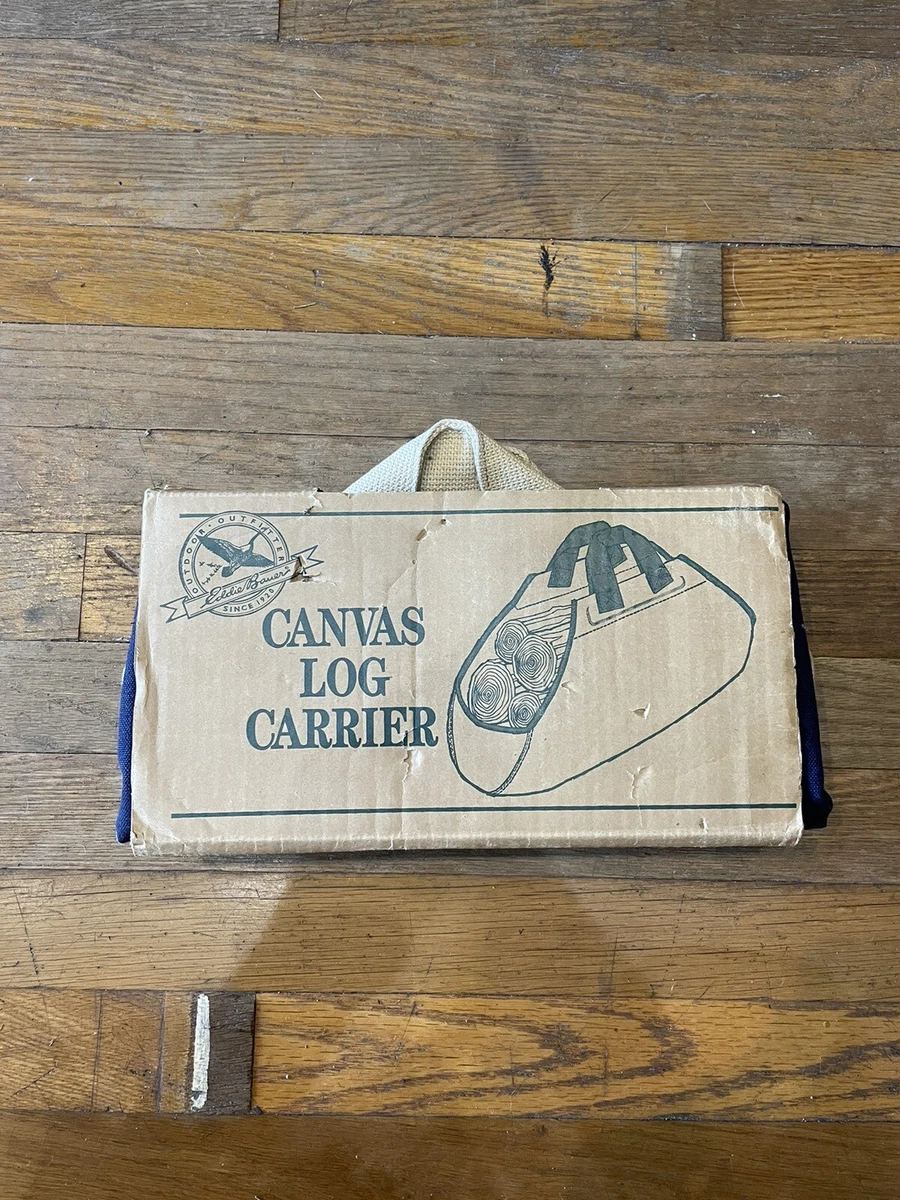 OUTDOOR · OUTFITTER
Eddie Bauer
SINCE 1920
CANVAS
LOG
CARRIER